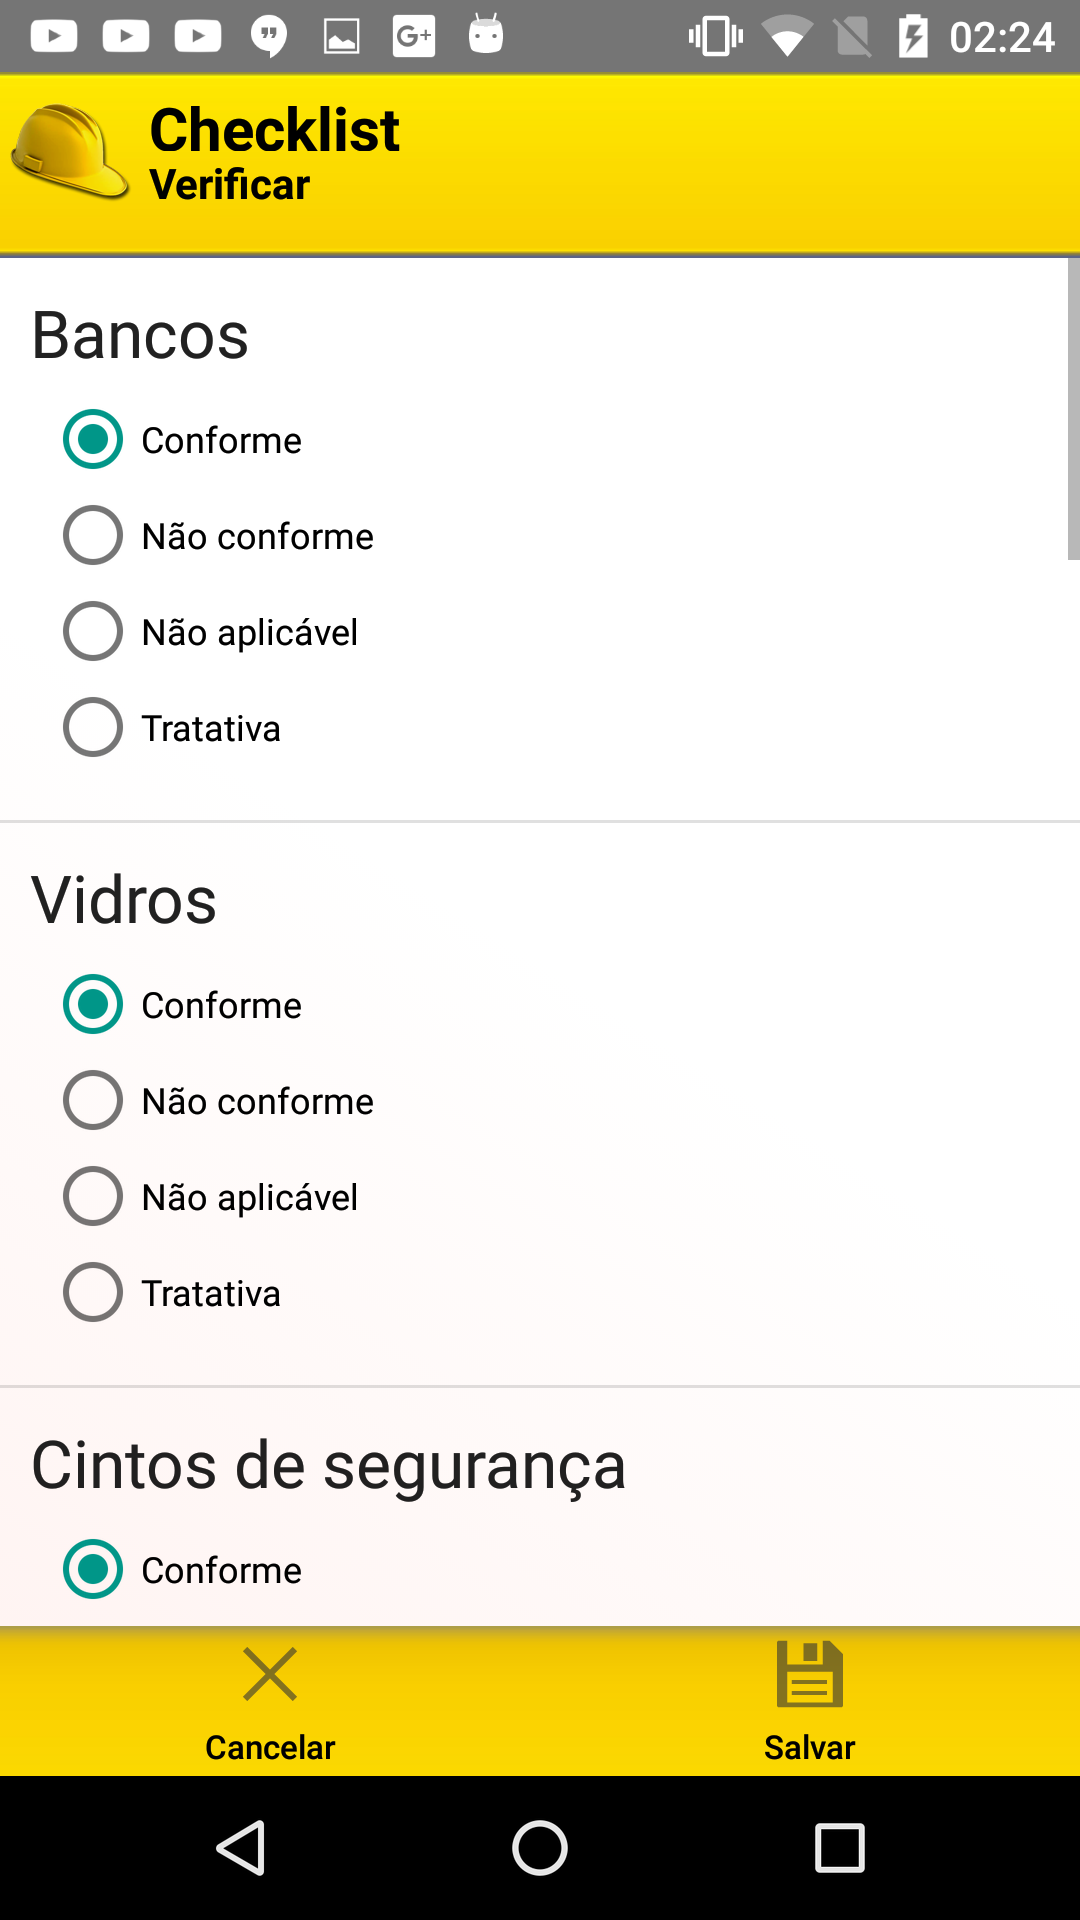 02:24
Checklist
Verificar
Bancos
Conforme
Não conforme
Não aplicável
Tratativa
Vidros
Conforme
Não conforme
Não aplicável
Tratativa
Cintos de segurança
Conforme
Cancelar
Salvar